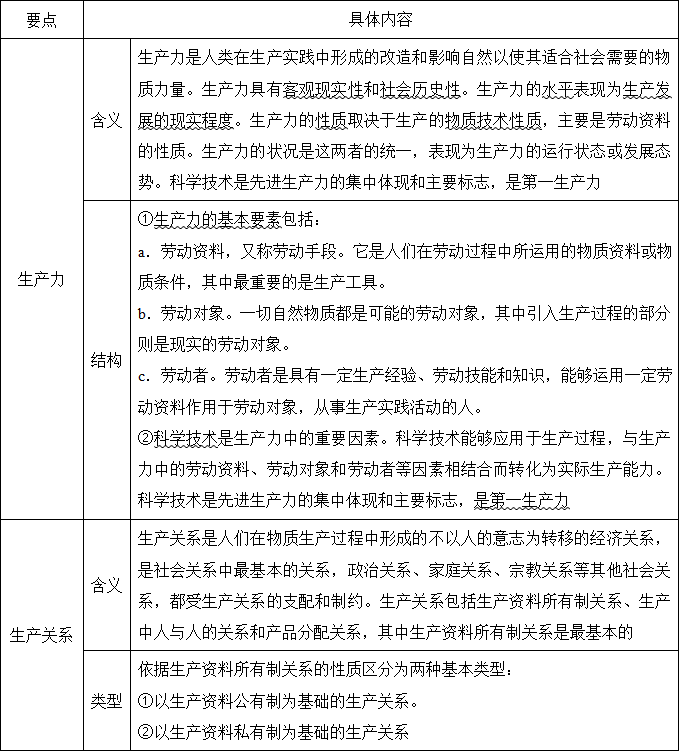 要点 具体内容
生产力是人类在生产实践中形成的改造和影响自然以使其适合社会需要的物
质力量。生产力具有客观现实性和社会历史性。生产力的水平表现为生产发
含义 展的现实程度。生产力的性质取决于生产的物质技术性质，主要是劳动资料
的性质。生产力的状况是这两者的统一，表现为生产力的运行状态或发展态
势。科学技术是先进生产力的集中体现和主要标志，是第一生产力
生产力
①生产力的基本要素包括：
a．劳动资料，又称劳动手段。它是人们在劳动过程中所运用的物质资料或物
质条件，其中最重要的是生产工具。
b．劳动对象。一切自然物质都是可能的劳动对象，其中引入生产过程的部分
结构 则是现实的劳动对象。
c．劳动者。劳动者是具有一定生产经验、劳动技能和知识，能够运用一定劳
动资料作用于劳动对象，从事生产实践活动的人。
②科学技术是生产力中的重要因素。科学技术能够应用于生产过程，与生产
力中的劳动资料、劳动对象和劳动者等因素相结合而转化为实际生产能力。
科学技术是先进生产力的集中体现和主要标志，是第一生产力
生产关系是人们在物质生产过程中形成的不以人的意志为转移的经济关系，
是社会关系中最基本的关系，政治关系、家庭关系、宗教关系等其他社会关
含义 系，都受生产关系的支配和制约。生产关系包括生产资料所有制关系、生产
中人与人的关系和产品分配关系，其中生产资料所有制关系是最基本的
生产关系
依据生产资料所有制关系的性质区分为两种基本类型：
类型 ①以生产资料公有制为基础的生产关系。
②以生产资料私有制为基础的生产关系